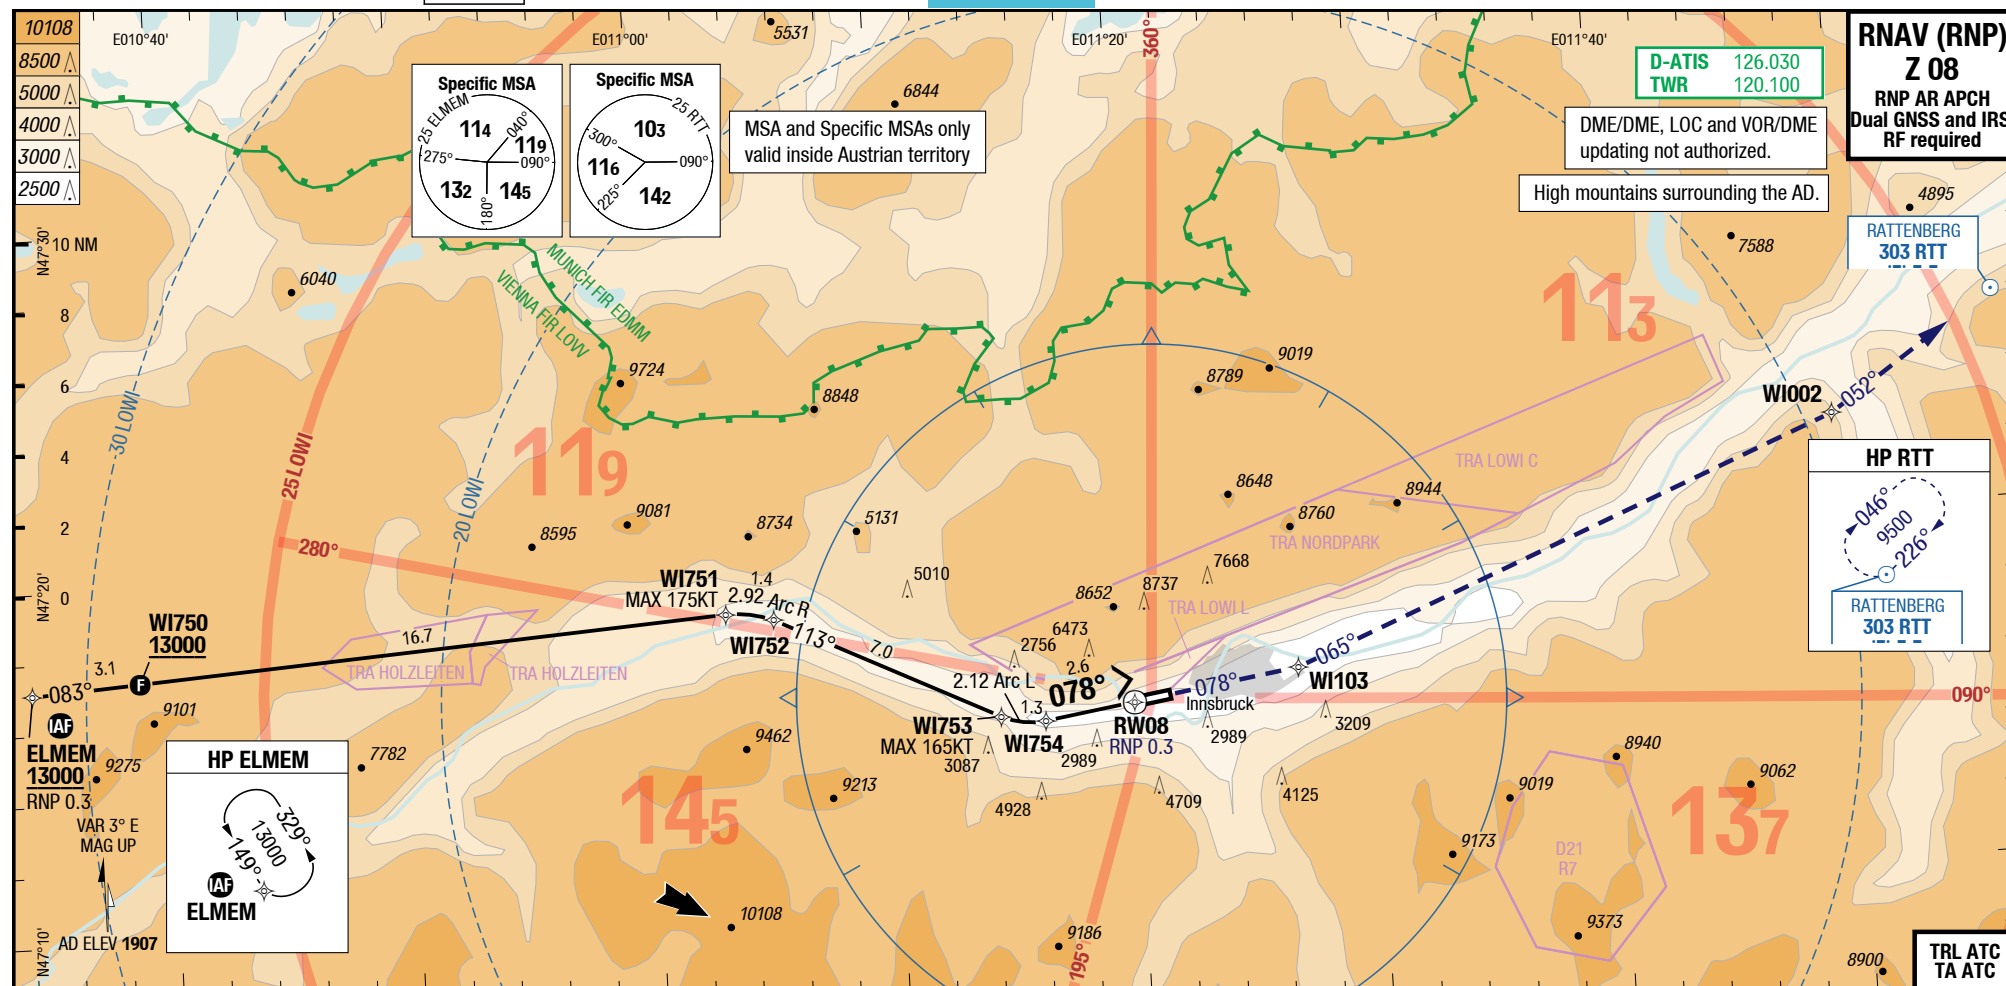 10108
8500
5000
4000
3000
2500
E010°40'
E011°00'
E011°20'
E011°40'
RNAV (RNP)
Z 08
RNP AR APCH
Dual GNSS and IRS
RF required
D-ATIS 126.030
TWR 120.100
DME/DME, LOC and VOR/DME
updating not authorized.
High mountains surrounding the AD.
MSA and Specific MSAs only
valid inside Austrian territory
Specific MSA
25 ELMEM
114
040°
119
275°
090°
132
145
180°
Specific MSA
25 RTT
103
300°
116
090°
225°
142
5531
6844
360°
4895
7588
RATTENBERG
303 RTT
N47°30'
10 NM
8
6
4
2
0
N47°20'
N47°10'
6040
MUNICH FIR EDMM
VIENNA FIR LOVV
113
9724
8848
9019
8789
30 LOWI
25 LOWI
20 LOWI
119
WI002
052°
TRA LOWI C
HP RTT
046°
9500
226°
RATTENBERG
303 RTT
8648
8944
8760
TRA NORDPARK
9081
8595
8734
5131
280°
5010
7668
8737
8652
TRA LOWI L
WI751
MAX 175KT
1.4
2.92 Arc R
WI752
113°
7.0
WI750
13000
16.7
3.1
083°
F
TRA HOLZLEITEN
TRA HOLZLEITEN
6473
2756
2.6
078°
2.12 Arc L
1.3
078°
065°
WI103
Innsbruck
090°
IAF
ELMEM
13000
RNP 0.3
9101
9275
WI753
MAX 165KT
3087
WI754
RW08
RNP 0.3
2989
2989
3209
7782
9462
9213
4928
4709
4125
8940
9062
9019
9173
D21
R7
9373
137
145
VAR 3° E
MAG UP
HP ELMEM
329°
13000
149°
IAF
ELMEM
AD ELEV 1907
10108
9186
195°
8900
TRL ATC
TA ATC